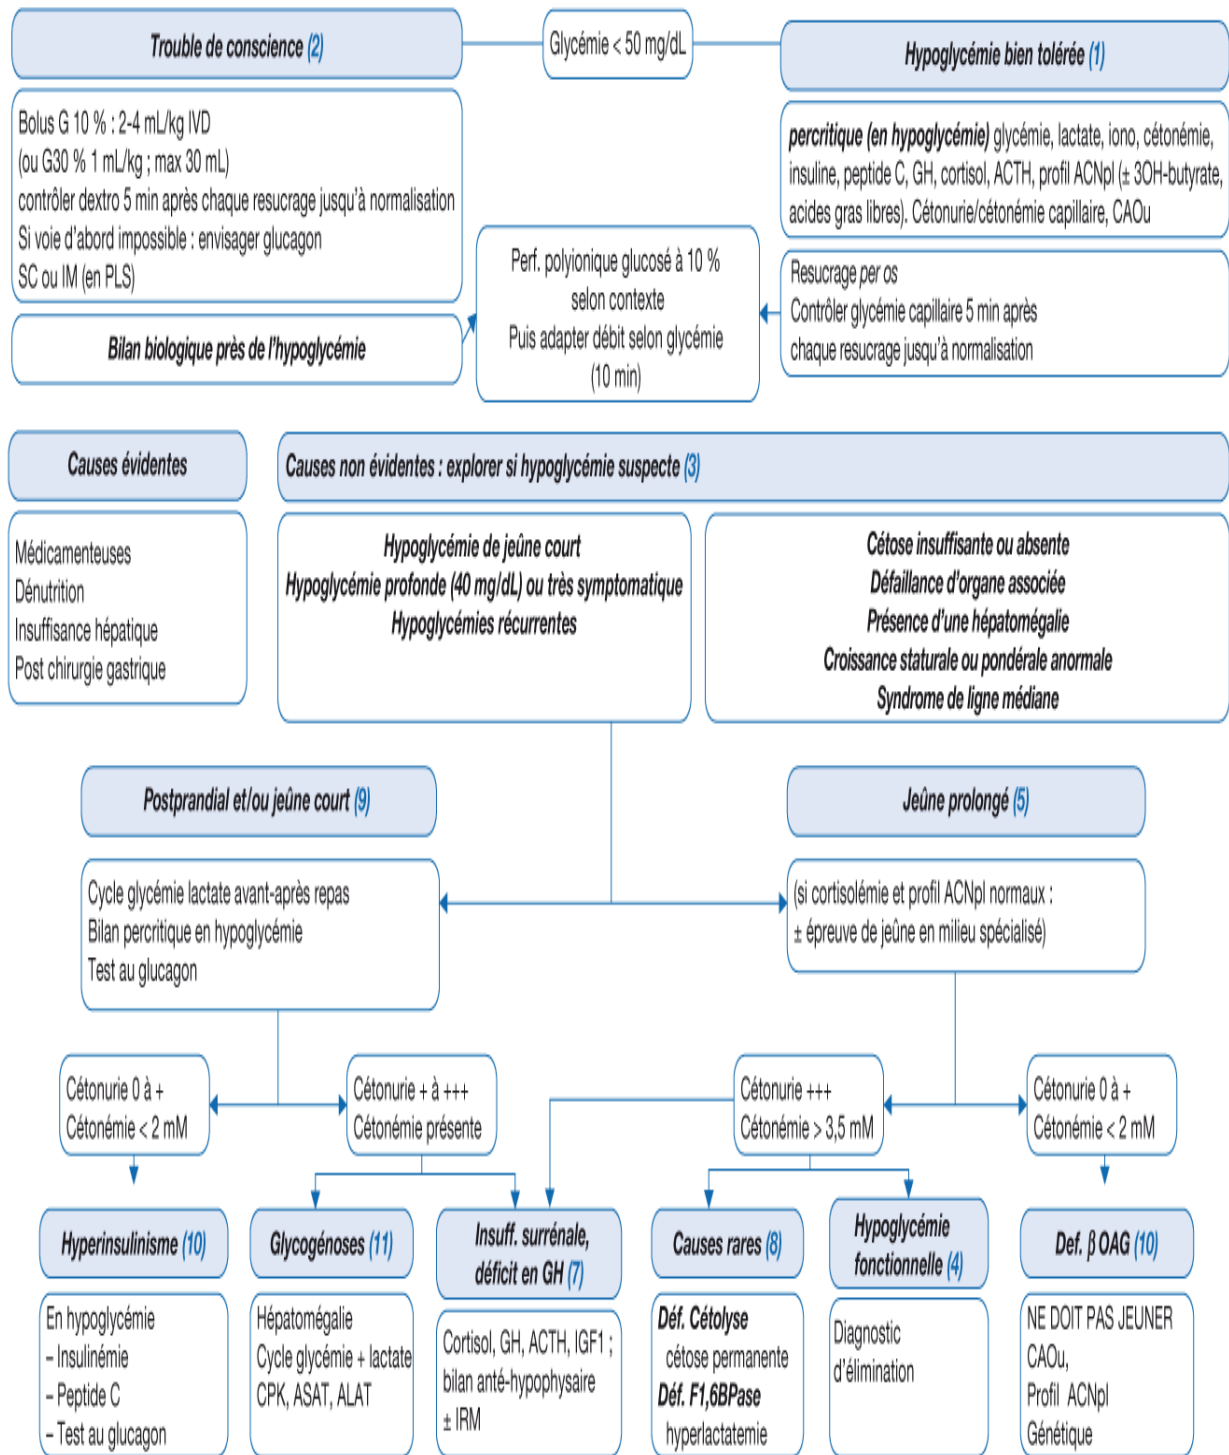 Trouble de conscience (2)
Glycémie < 50 mg/dL
Hypoglycémie bien tolérée (1)
Bolus G 10 % : 2-4 mL/kg IVD
(ou G30 % 1 mL/kg ; max 30 mL)
contrôler dextro 5 min après chaque resucrage jusqu'à normalisation
Si voie d'abord impossible : envisager glucagon
SC ou IM (en PLS)
Bilan biologique près de l'hypoglycémie
Perf. polyionique glucosé à 10 %
selon contexte
Puis adapter débit selon glycémie
(10 min)
percritique (en hypoglycémie) glycémie, lactate, iono, cétonémie,
insuline, peptide C, GH, cortisol, ACTH, profil ACNpl (± 3OH-butyrate,
acides gras libres). Cétonurie/cétonémie capillaire, CAOu
Resucrage per os
Contrôler glycémie capillaire 5 min après
chaque resucrage jusqu'à normalisation
Causes évidentes
Médicamenteuses
Dénutrition
Insuffisance hépatique
Post chirurgie gastrique
Causes non évidentes : explorer si hypoglycémie suspecte (3)
Hypoglycémie de jeûne court
Hypoglycémie profonde (40 mg/dL) ou très symptomatique
Hypoglycémies récurrentes
Cétose insuffisante ou absente
Défaillance d'organe associée
Présence d'une hépatomégalie
Croissance staturale ou pondérale anormale
Syndrome de ligne médiane
Postprandial et/ou jeûne court (9)
Cycle glycémie lactate avant-après repas
Bilan percritique en hypoglycémie
Test au glucagon
Jeûne prolongé (5)
(si cortisolémie et profil ACNpl normaux :
± épreuve de jeûne en milieu spécialisé)
Cétonurie 0 à +
Cétonémie < 2 mM
Cétonurie + à +++
Cétonémie présente
Cétonurie +++
Cétonémie > 3,5 mM
Cétonurie 0 à +
Cétonémie < 2 mM
Hyperinsulinisme (10)
En hypoglycémie
– Insulinémie
– Peptide C
– Test au glucagon
Glycogénoses (11)
Hépatomégalie
Cycle glycémie + lactate
CPK, ASAT, ALAT
Insuff. surrénale,
déficit en GH (7)
Cortisol, GH, ACTH, IGF1 ;
bilan anté-hypophysaire
± IRM
Causes rares (8)
Déf. Cétolyse
cétose permanente
Déf. F1,6BPase
hyperlactatemie
Hypoglycémie
fonctionnelle (4)
Diagnostic
d'élimination
Def. β OAG (10)
NE DOIT PAS JEUNER
CAOu,
Profil ACNpl
Génétique